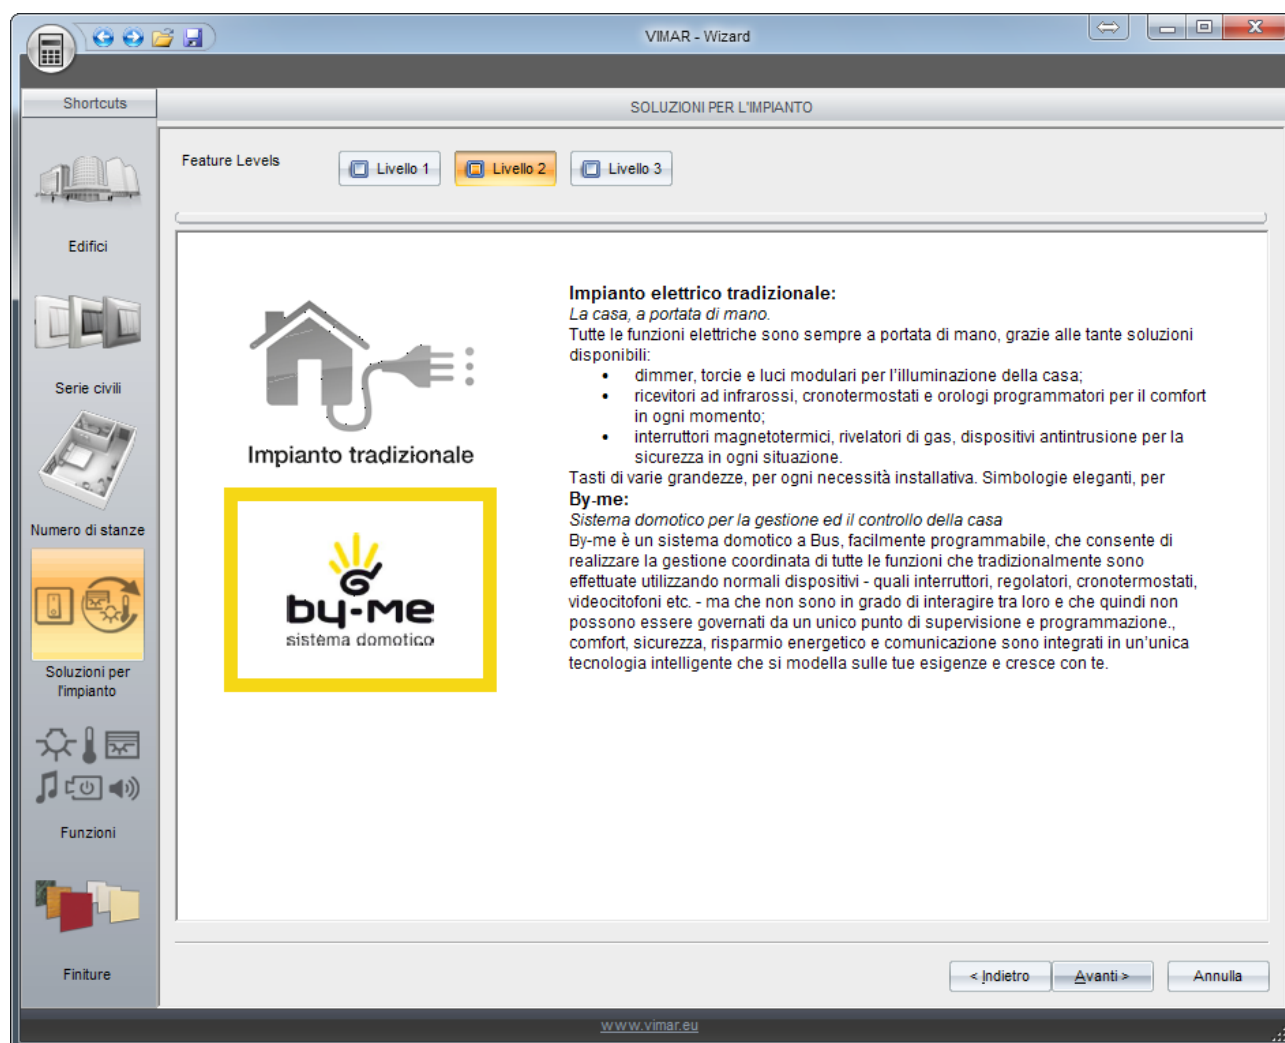 VIMAR - Wizard
Shortcuts
SOLUZIONI PER L'IMPIANTO
Feature Levels
Livello 1
Livello 2
Livello 3
Edifici
Serie civili
Numero di stanze
Soluzioni per
l'impianto
Funzioni
Finiture
Impianto tradizionale
by-me
sistema domotico
Impianto elettrico tradizionale:
La casa, a portata di mano.
Tutte le funzioni elettriche sono sempre a portata di mano, grazie alle tante soluzioni
disponibili:
• dimmer, torcie e luci modulari per l'illuminazione della casa;
• ricevitori ad infrarossi, cronotermostati e orologi programmatori per il comfort
in ogni momento;
• interruttori magnetotermici, rivelatori di gas, dispositivi antintrusione per la
sicurezza in ogni situazione.
Tasti di varie grandezze, per ogni necessità installativa. Simbologie eleganti, per
By-me:
Sistema domotico per la gestione ed il controllo della casa
By-me è un sistema domotico a Bus, facilmente programmabile, che consente di
realizzare la gestione coordinata di tutte le funzioni che tradizionalmente sono
effettuate utilizzando normali dispositivi - quali interruttori, regolatori, cronotermostati,
videocitofoni etc. - ma che non sono in grado di interagire tra loro e che quindi non
possono essere governati da un unico punto di supervisione e programmazione.,
comfort, sicurezza, risparmio energetico e comunicazione sono integrati in un'unica
tecnologia intelligente che si modella sulle tue esigenze e cresce con te.
< Indietro
Avanti >
Annulla
www.vimar.eu